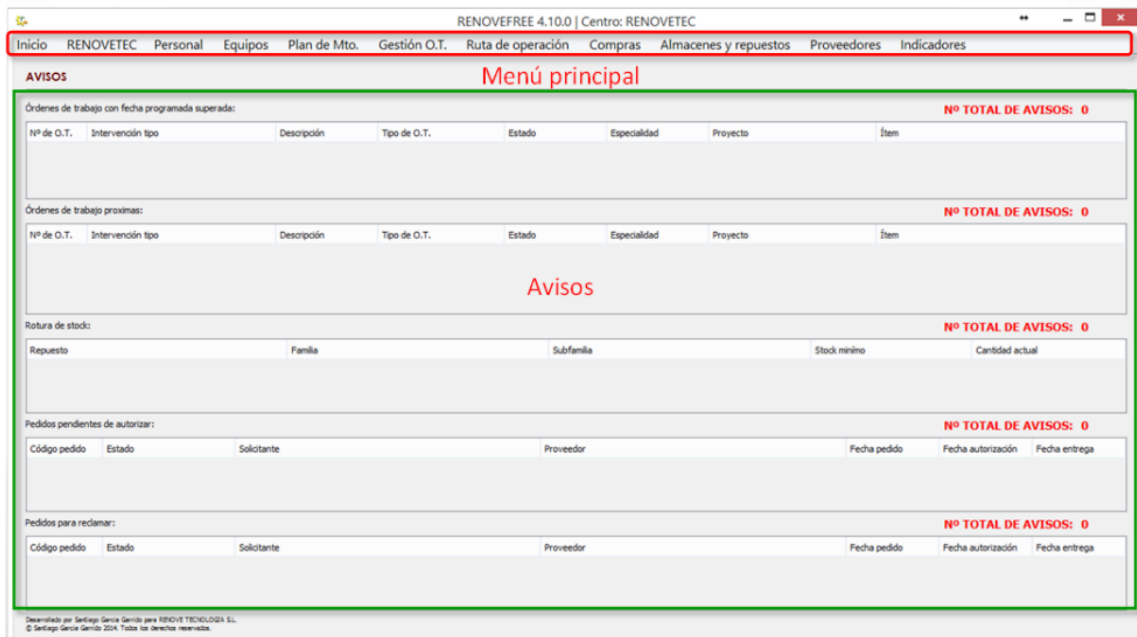 RENOVEFREE 4.10.0 | Centro: RENOVETEC
Inicio RENOVETEC Personal Equipos Plan de Mto. Gestión O.T. Ruta de operación Compras Almacenes y repuestos Proveedores Indicadores
Menú principal
AVISOS
Órdenes de trabajo con fecha programada superada: Nº TOTAL DE AVISOS: 0
Nº de O.T. Intervención tipo Descripción Tipo de O.T. Estado Especialidad Proyecto Ítem
Órdenes de trabajo proximas: Nº TOTAL DE AVISOS: 0
Nº de O.T. Intervención tipo Descripción Tipo de O.T. Estado Especialidad Proyecto Ítem
Avisos
Rotura de stock: Nº TOTAL DE AVISOS: 0
Repuesto Familia Subfamilia Stock minímo Cantidad actual
Pedidos pendientes de autorizar: Nº TOTAL DE AVISOS: 0
Código pedido Estado Solicitante Proveedor Fecha pedido Fecha autorización Fecha entrega
Pedidos para reclamar: Nº TOTAL DE AVISOS: 0
Código pedido Estado Solicitante Proveedor Fecha pedido Fecha autorización Fecha entrega
Desarrollado por Santiago Garcia Garrido para RENOVE TECNOLOGÍA S.L.
© Santiago Garcia Garrido 2014. Todos los derechos reservados.